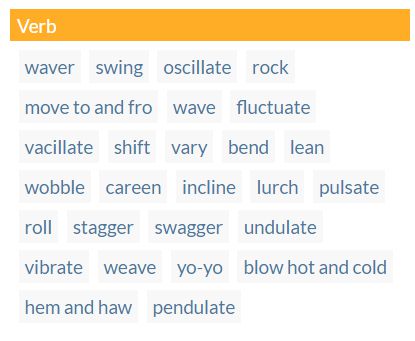 Verb
waver swing oscillate rock
move to and fro wave fluctuate
vacillate shift vary bend lean
wobble careen incline lurch pulsate
roll stagger swagger undulate
vibrate weave yo-yo blow hot and cold
hem and haw pendulate